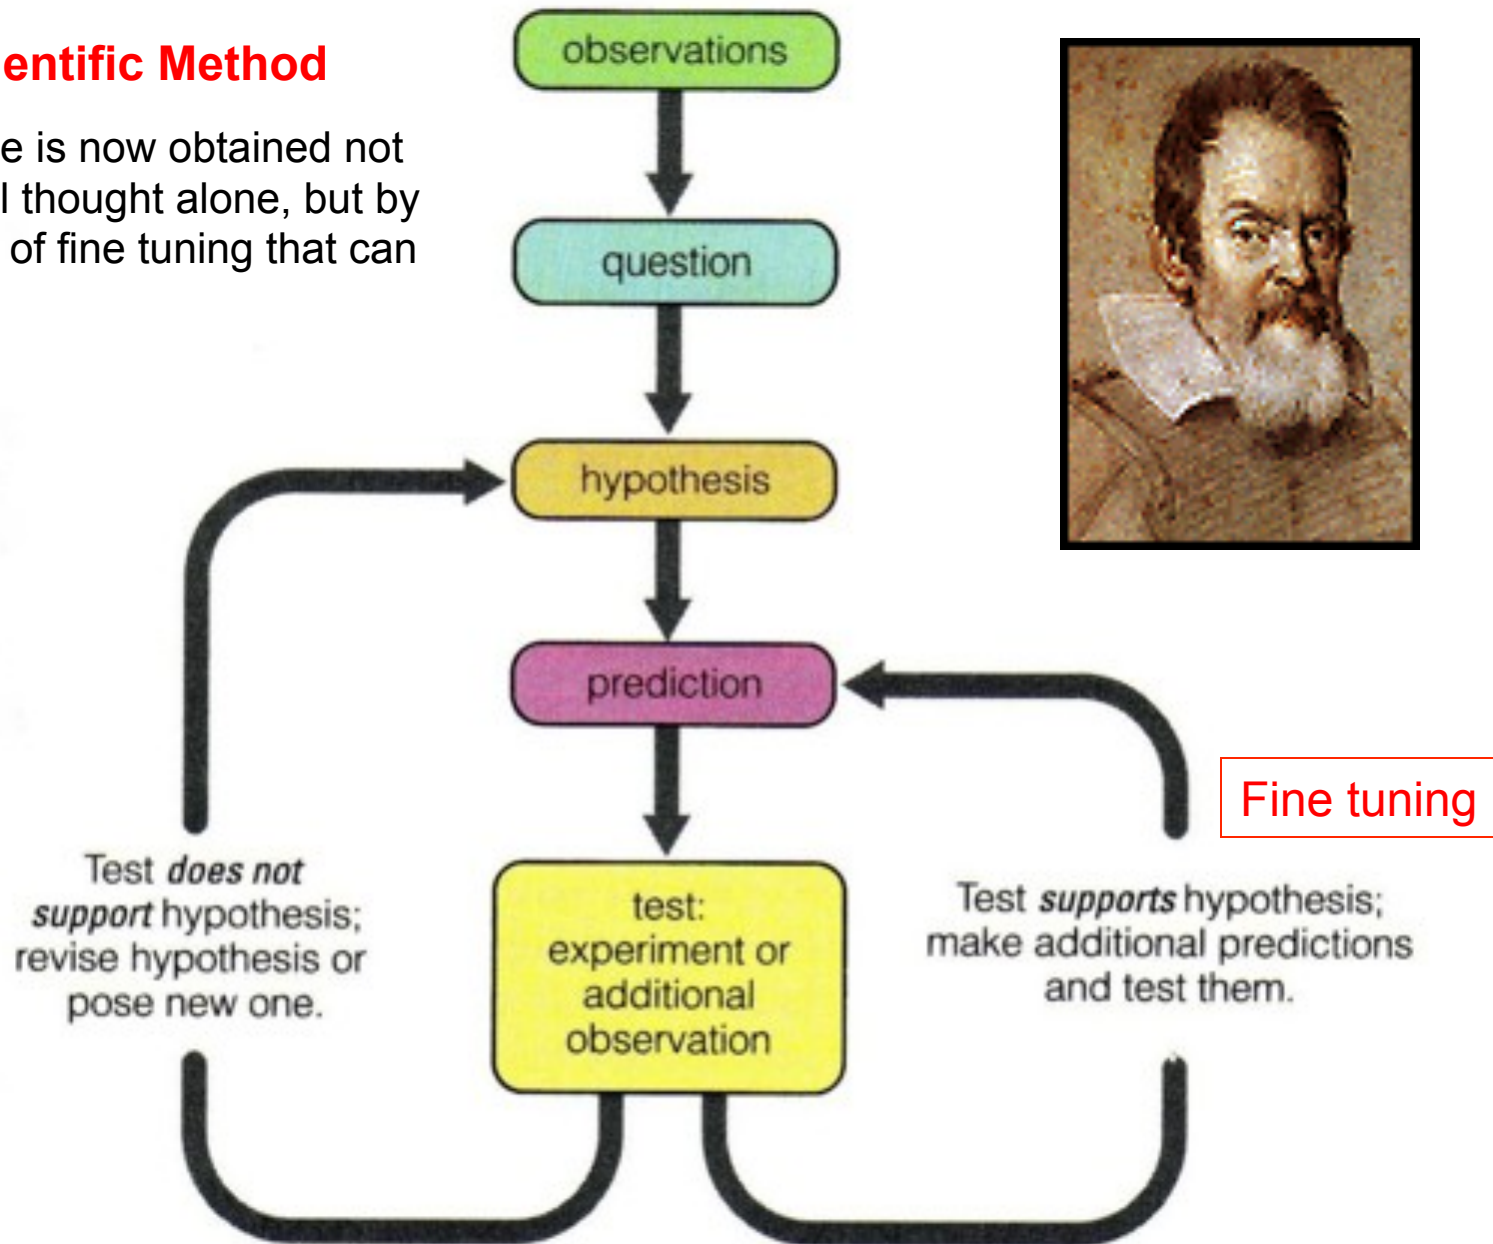 entific Method
e is now obtained not
l thought alone, but by
of fine tuning that can
observations
question
hypothesis
prediction
Fine tuning
Test does not
support hypothesis;
revise hypothesis or
pose new one.
test:
experiment or
additional
observation
Test supports hypothesis;
make additional predictions
and test them.